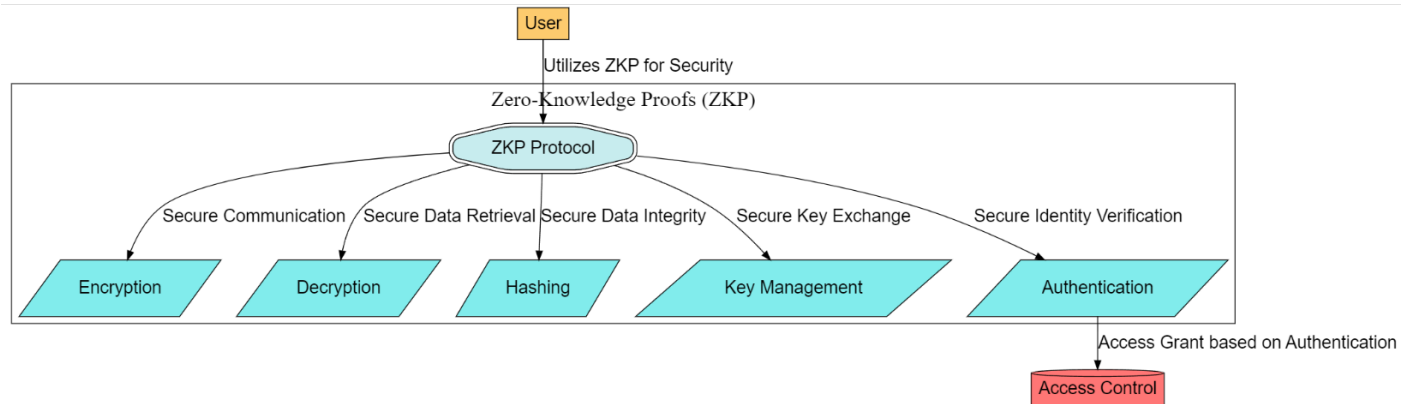 User
Utilizes ZKP for Security
Zero-Knowledge Proofs (ZKP)
ZKP Protocol
Secure Communication
Secure Data Retrieval
Secure Data Integrity
Secure Key Exchange
Secure Identity Verification
Encryption
Decryption
Hashing
Key Management
Authentication
Access Grant based on Authentication
Access Control